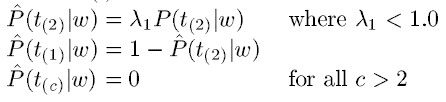 P̂(t₍₂₎|w) = λ₁P(t₍₂₎|w) where λ₁ < 1.0
P̂(t₍₁₎|w) = 1 − P̂(t₍₂₎|w)
P̂(t₍c₎|w) = 0 for all c > 2